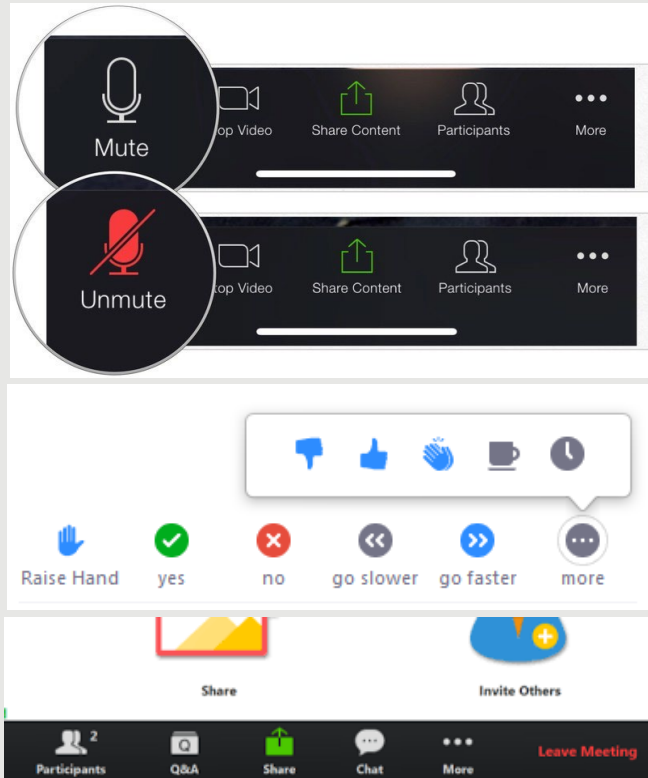 Mute
op Video Share Content Participants More
Unmute
top Video Share Content Participants More
Raise Hand yes no go slower go faster more
Share Invite Others
2
Q
Participants Q&A Share Chat More Leave Meeting